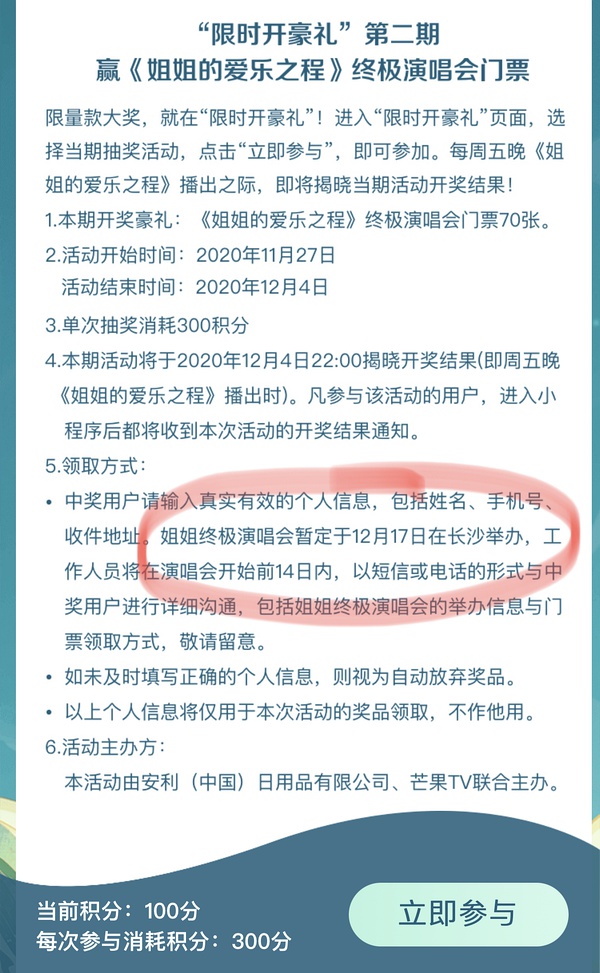 “限时开豪礼”第二期
赢《姐姐的爱乐之程》终极演唱会门票
限量款大奖，就在“限时开豪礼”！进入“限时开豪礼”页面，选
择当期抽奖活动，点击“立即参与”，即可参加。每周五晚《姐
姐的爱乐之程》播出之际，即将揭晓当期活动开奖结果！
1.本期开奖豪礼：《姐姐的爱乐之程》终极演唱会门票70张。
2.活动开始时间：2020年11月27日
活动结束时间：2020年12月4日
3.单次抽奖消耗300积分
4.本期活动将于2020年12月4日22:00揭晓开奖结果(即周五晚
《姐姐的爱乐之程》播出时)。凡参与该活动的用户，进入小
程序后都将收到本次活动的开奖结果通知。
5.领取方式：
• 中奖用户请输入真实有效的个人信息，包括姓名、手机号、
收件地址。姐姐终极演唱会暂定于12月17日在长沙举办，工
作人员将在演唱会开始前14日内，以短信或电话的形式与中
奖用户进行详细沟通，包括姐姐终极演唱会的举办信息与门
票领取方式，敬请留意。
• 如未及时填写正确的个人信息，则视为自动放弃奖品。
• 以上个人信息将仅用于本次活动的奖品领取，不作他用。
6.活动主办方：
本活动由安利（中国）日用品有限公司、芒果TV联合主办。
当前积分：100分
每次参与消耗积分：300分
立即参与